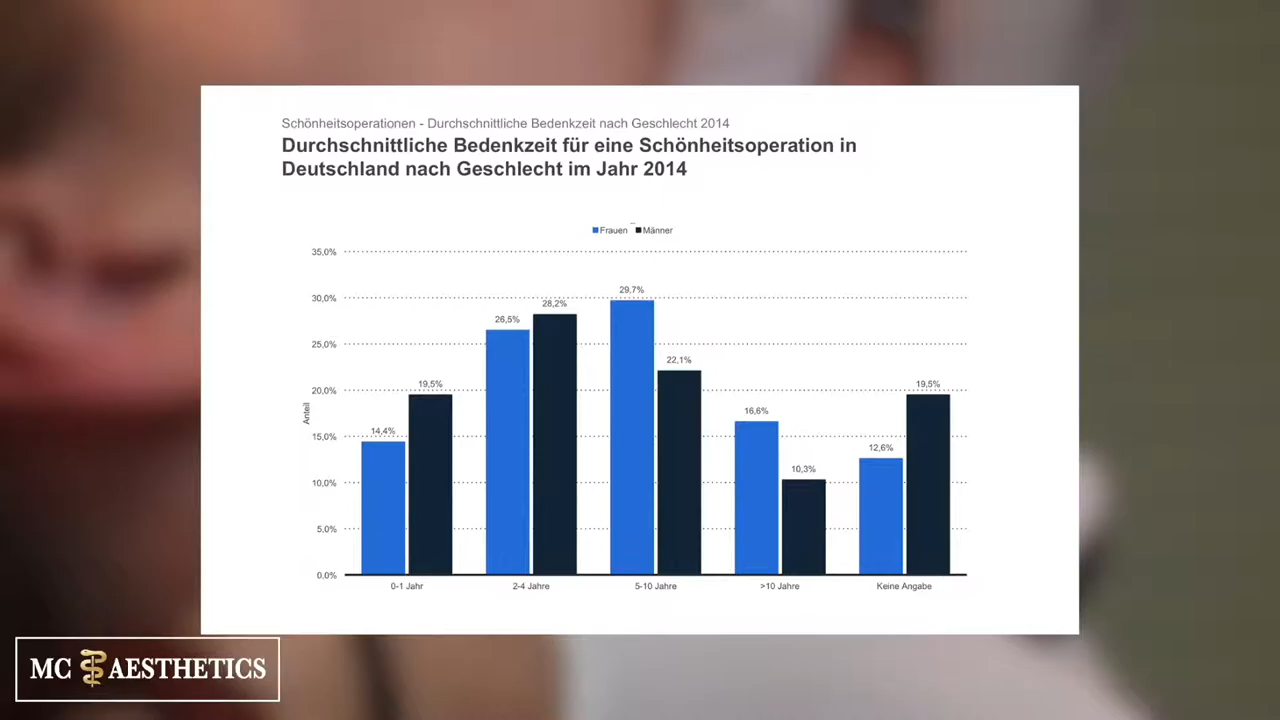 Schönheitsoperationen - Durchschnittliche Bedenkzeit nach Geschlecht 2014
Durchschnittliche Bedenkzeit für eine Schönheitsoperation in
Deutschland nach Geschlecht im Jahr 2014
Frauen Männer
35,0%
30,0%
25,0%
20,0%
15,0%
10,0%
5,0%
0,0%
Anteil
14,4% 19,5% 26,5% 28,2% 29,7% 22,1% 16,6% 10,3% 12,6% 19,5%
0-1 Jahr 2-4 Jahre 5-10 Jahre >10 Jahre Keine Angabe
MC AESTHETICS